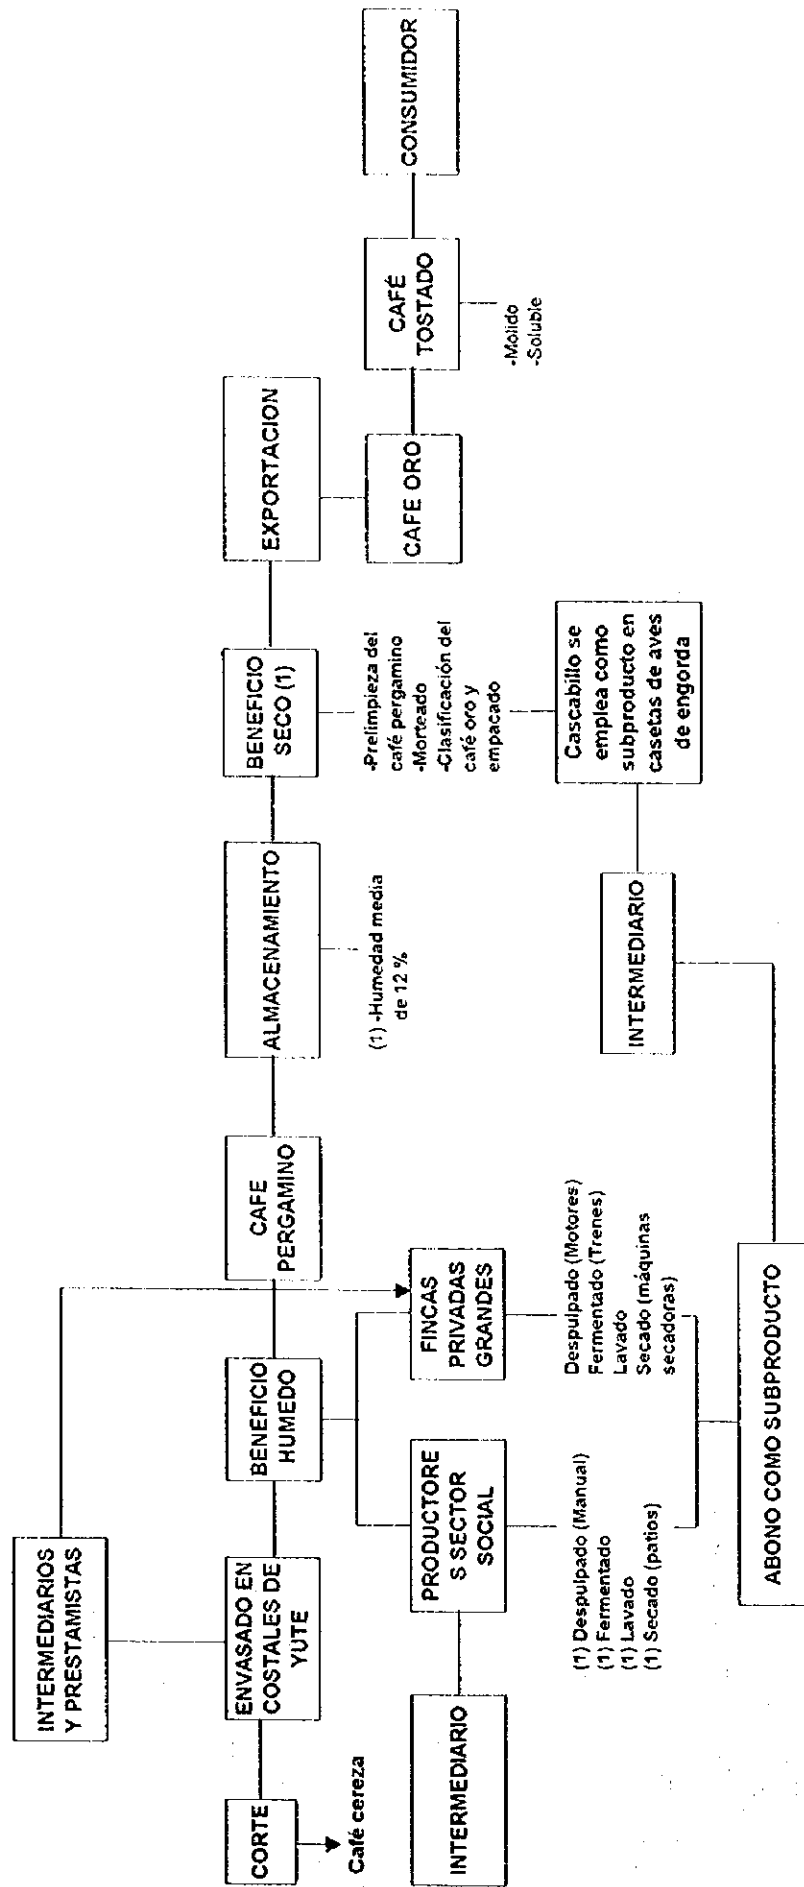 INTERMEDIARIOS
Y PRESTAMISTAS
CORTE
Café cereza
ENVASADO EN
COSTALES DE
YUTE
BENEFICIO
HUMEDO
CAFE
PERGAMINO
ALMACENAMIENTO
(1) -Humedad media
de 12 %
BENEFICIO
SECO (1)
-Prelimpieza del
café pergamino
-Morteado
-Clasificación del
café oro y
empacado
EXPORTACION
CAFE ORO
CAFÉ
TOSTADO
-Molido
-Soluble
CONSUMIDOR
INTERMEDIARIO
PRODUCTORE
S SECTOR
SOCIAL
FINCAS
PRIVADAS
GRANDES
(1) Despulpado (Manual)
(1) Fermentado
(1) Lavado
(1) Secado (patios)
Despulpado (Motores)
Fermentado (Trenes)
Lavado
Secado (máquinas
secadoras)
Cascabillo se
emplea como
subproducto en
casetas de aves
de engorda
INTERMEDIARIO
ABONO COMO SUBPRODUCTO